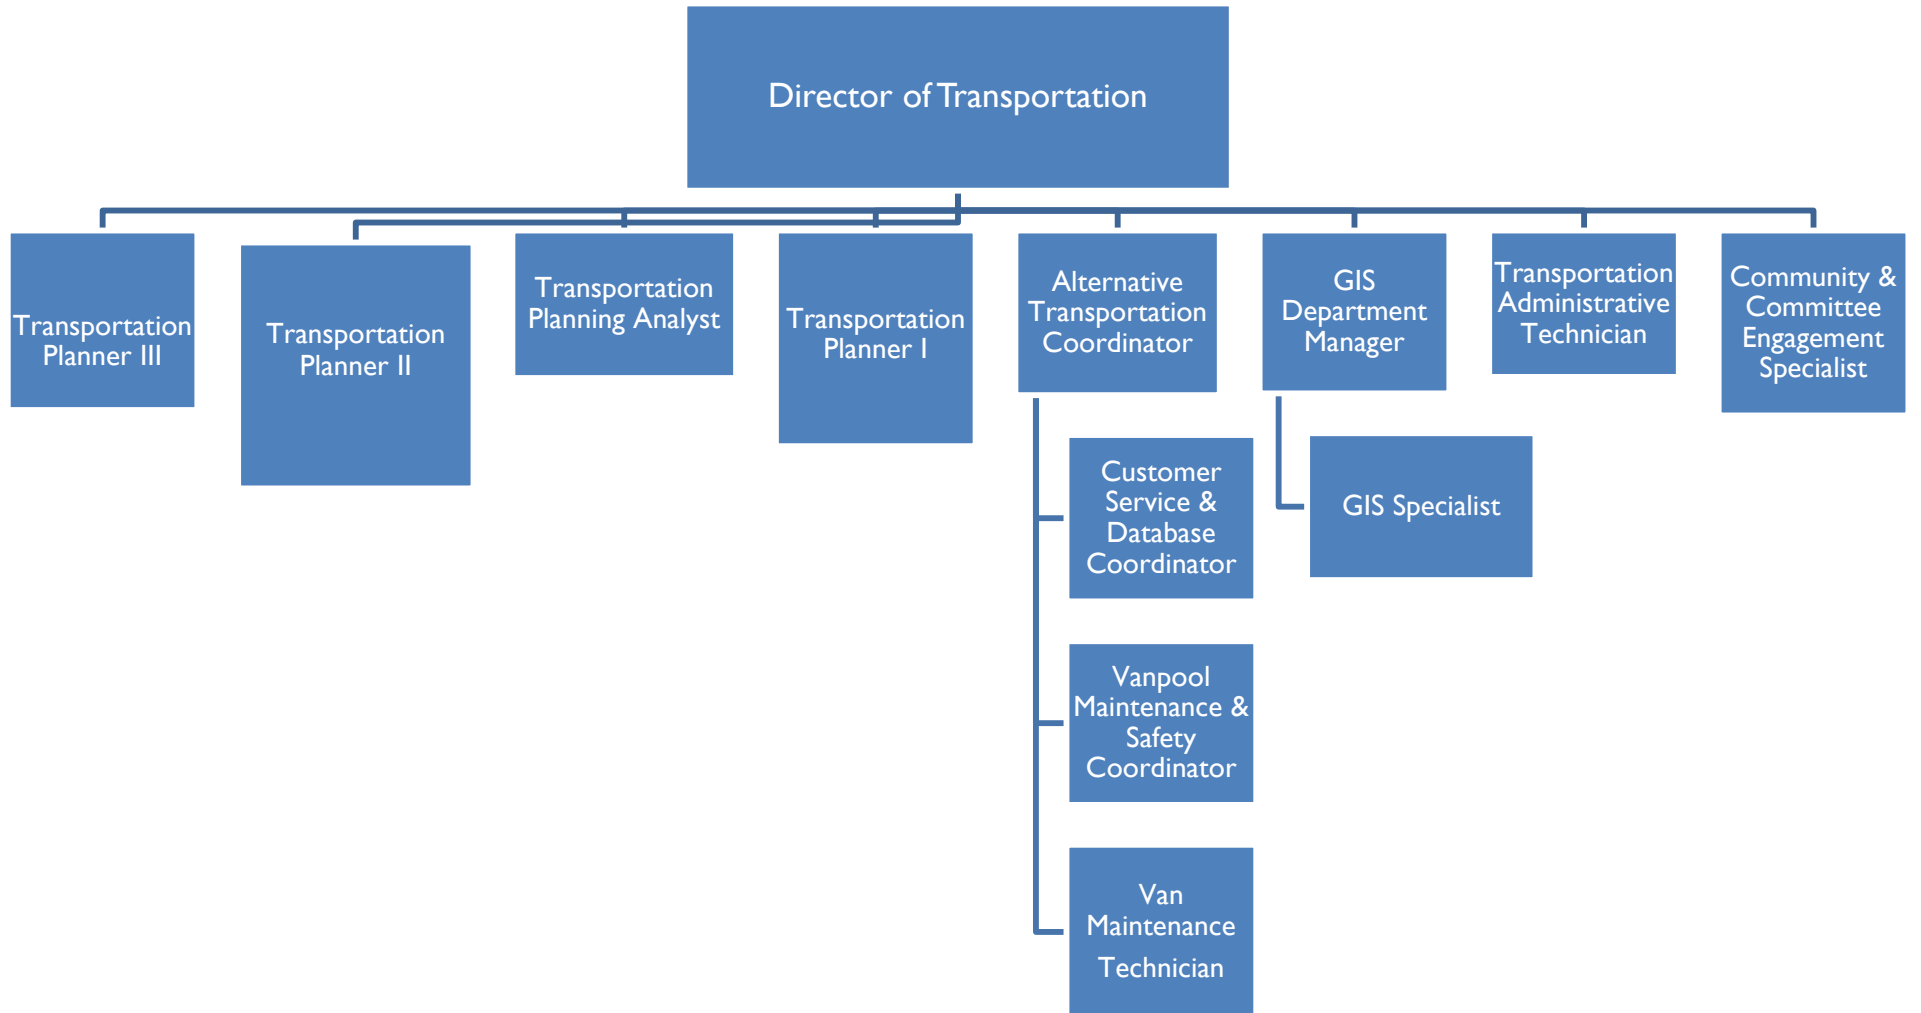 Director of Transportation
Transportation
Planner III
Transportation
Planner II
Transportation
Planning Analyst
Transportation
Planner I
Alternative
Transportation
Coordinator
GIS
Department
Manager
Transportation
Administrative
Technician
Community &
Committee
Engagement
Specialist
Customer
Service &
Database
Coordinator
GIS Specialist
Vanpool
Maintenance &
Safety
Coordinator
Van
Maintenance
Technician